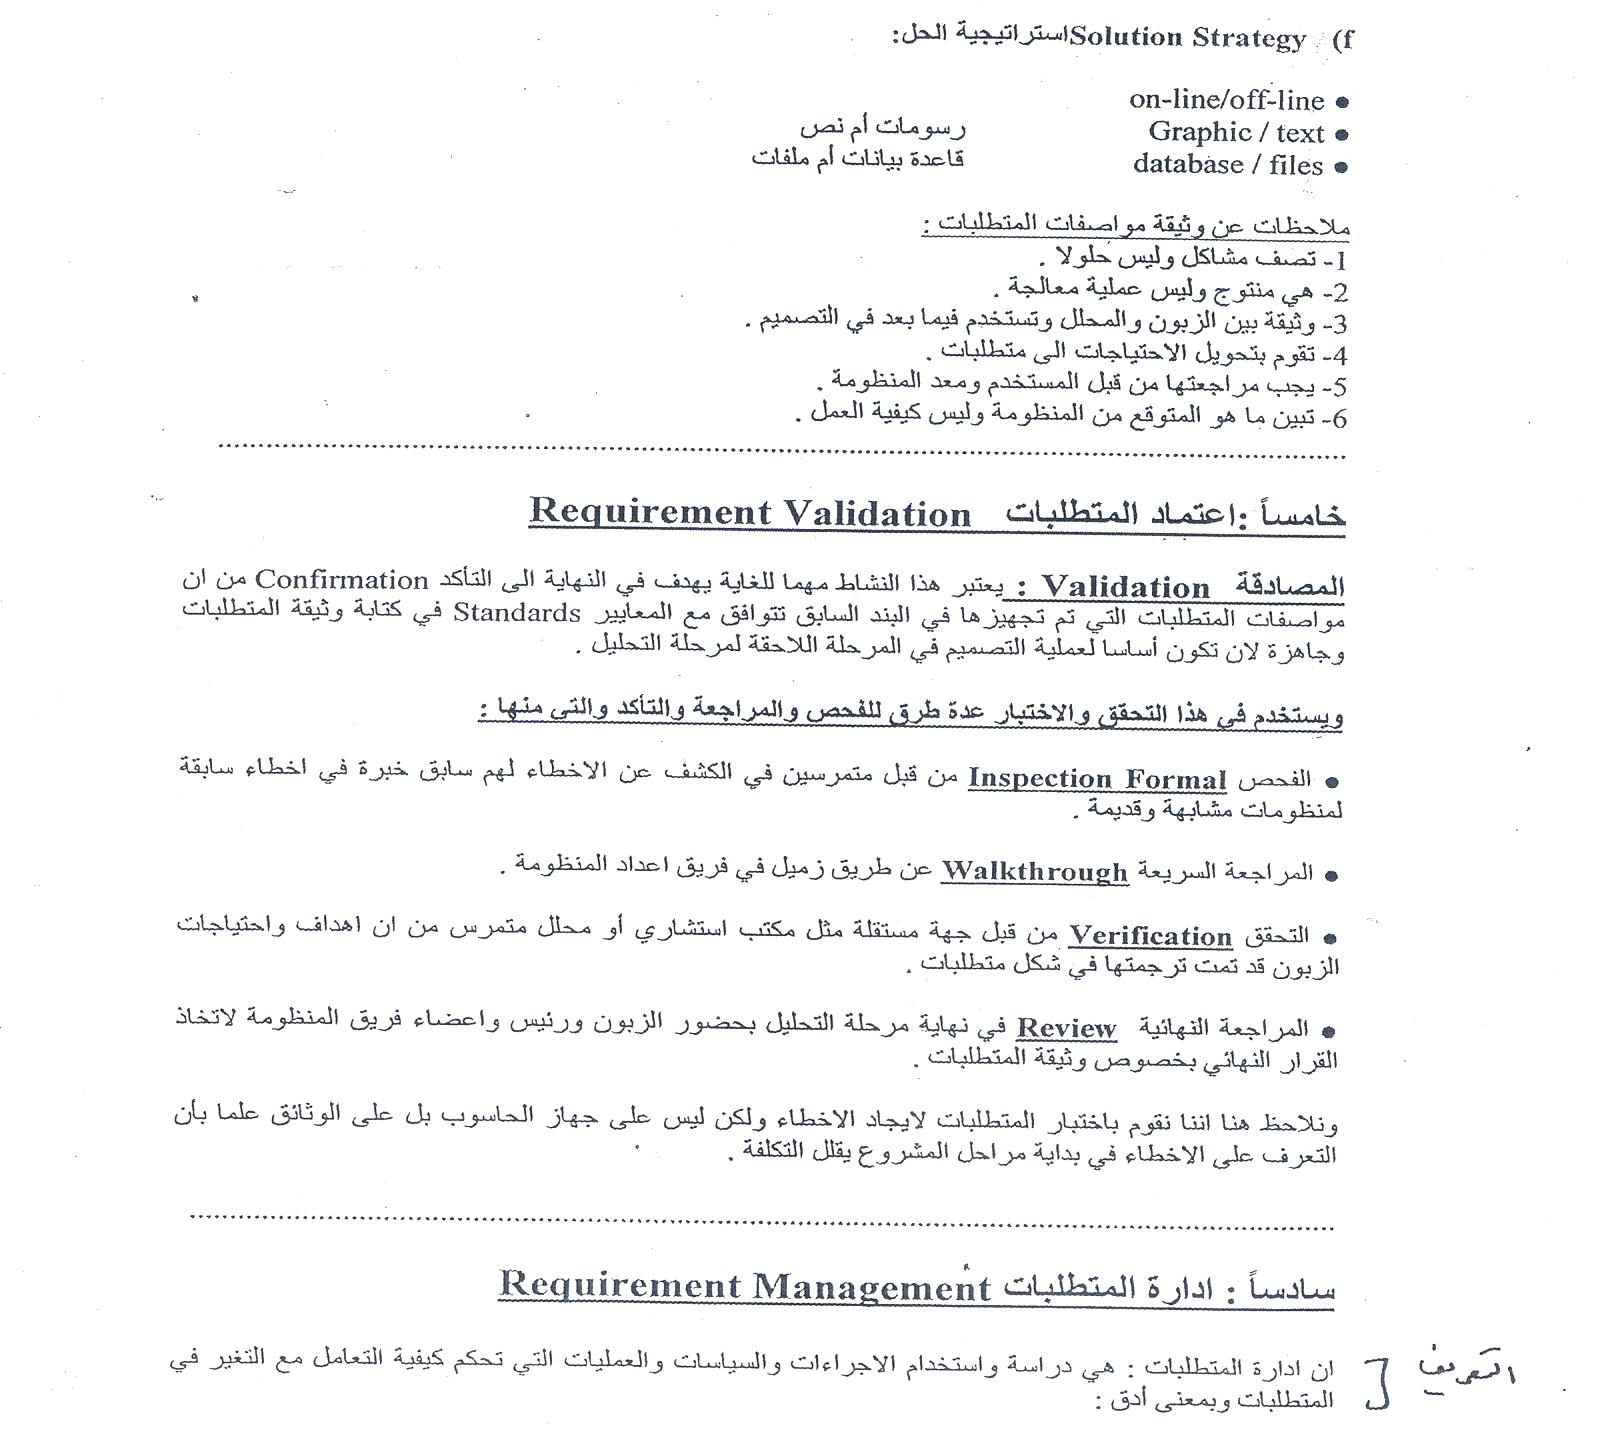 f) Solution Strategyاستراتيجية الحل:
● on-line/off-line
● Graphic / text رسومات أم نص
● database / files قاعدة بيانات أم ملفات
ملاحظات عن وثيقة مواصفات المتطلبات :
1- تصف مشاكل وليس حلولا .
2- هي منتوج وليس عملية معالجة .
3- وثيقة بين الزبون والمحلل وتستخدم فيما بعد في التصميم .
4- تقوم بتحويل الاحتياجات الى متطلبات .
5- يجب مراجعتها من قبل المستخدم ومعد المنظومة .
6- تبين ما هو المتوقع من المنظومة وليس كيفية العمل .
خامساً :اعتماد المتطلبات Requirement Validation
المصادقة Validation : يعتبر هذا النشاط مهما للغاية يهدف في النهاية الى التأكد Confirmation من ان
مواصفات المتطلبات التي تم تجهيزها في البند السابق تتوافق مع المعايير Standards في كتابة وثيقة المتطلبات
وجاهزة لان تكون أساسا لعملية التصميم في المرحلة اللاحقة لمرحلة التحليل .
ويستخدم في هذا التحقق والاختبار عدة طرق للفحص والمراجعة والتأكد والتي منها :
● الفحص Inspection Formal من قبل متمرسين في الكشف عن الاخطاء لهم سابق خبرة في اخطاء سابقة
لمنظومات مشابهة وقديمة .
● المراجعة السريعة Walkthrough عن طريق زميل في فريق اعداد المنظومة .
● التحقق Verification من قبل جهة مستقلة مثل مكتب استشاري أو محلل متمرس من ان اهداف واحتياجات
الزبون قد تمت ترجمتها في شكل متطلبات .
● المراجعة النهائية Review في نهاية مرحلة التحليل بحضور الزبون ورئيس واعضاء فريق المنظومة لاتخاذ
القرار النهائي بخصوص وثيقة المتطلبات .
ونلاحظ هنا اننا نقوم باختبار المتطلبات لايجاد الاخطاء ولكن ليس على جهاز الحاسوب بل على الوثائق علما بأن
التعرف على الاخطاء في بداية مراحل المشروع يقلل التكلفة .
سادساً : ادارة المتطلبات Requirement Management
التعريف
ان ادارة المتطلبات : هي دراسة واستخدام الاجراءات والسياسات والعمليات التي تحكم كيفية التعامل مع التغير في
المتطلبات وبمعنى أدق :